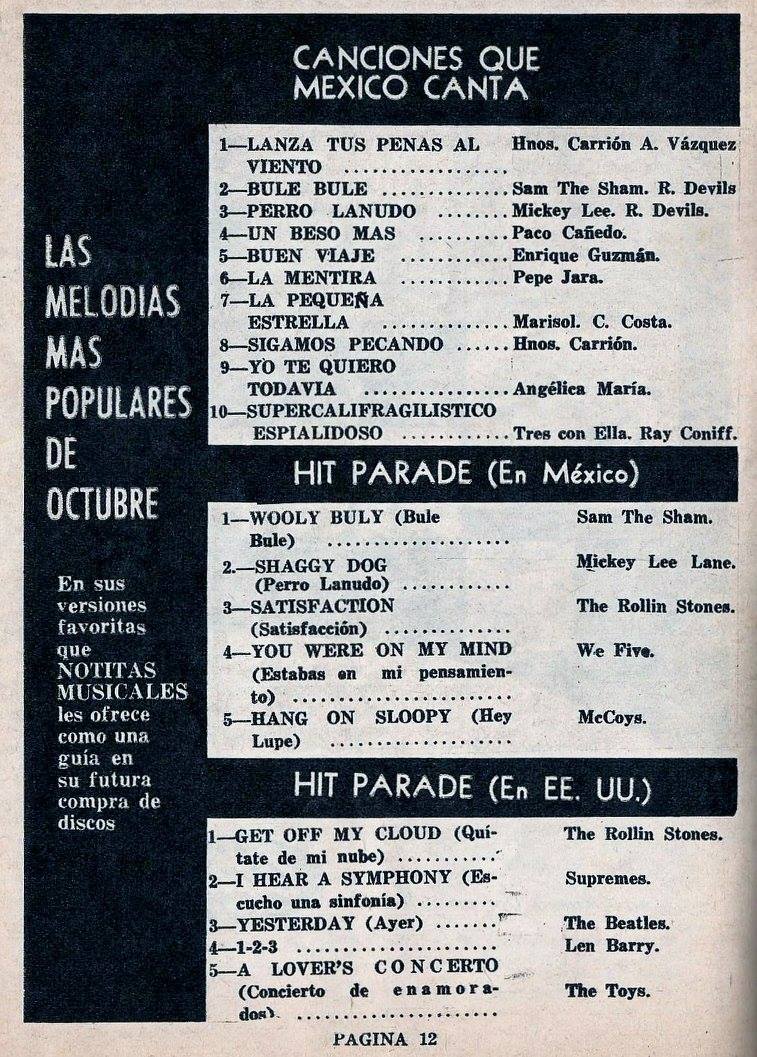 CANCIONES QUE
MEXICO CANTA
LAS
MELODIAS
MAS
POPULARES
DE
OCTUBRE
En sus
versiones
favoritas
que
NOTITAS
MUSICALES
les ofrece
como una
guía en
su futura
compra de
discos
1—LANZA TUS PENAS AL Hnos. Carrión A. Vázquez
VIENTO ..................
2—BULE BULE ............. Sam The Sham. R. Devils
3—PERRO LANUDO ........ Mickey Lee. R. Devils.
4—UN BESO MAS .......... Paco Cañedo.
5—BUEN VIAJE ............ Enrique Guzmán.
6—LA MENTIRA ............ Pepe Jara.
7—LA PEQUEÑA
ESTRELLA .............. Marisol. C. Costa.
8—SIGAMOS PECANDO ...... Hnos. Carrión.
9—YO TE QUIERO
TODAVIA ................ Angélica María.
10—SUPERCALIFRAGILISTICO
ESPIALIDOSO ............ Tres con Ella. Ray Coniff.
HIT PARADE (En México)
1—WOOLY BULY (Bule Sam The Sham.
Bule) ....................
2.—SHAGGY DOG Mickey Lee Lane.
(Perro Lanudo) ............
3—SATISFACTION The Rollin Stones.
(Satisfacción) ..............
4—YOU WERE ON MY MIND We Five.
(Estabas en mi pensamien-
to) ........................
5—HANG ON SLOOPY (Hey McCoys.
Lupe) ....................
HIT PARADE (En EE. UU.)
1—GET OFF MY CLOUD (Quí- The Rollin Stones.
tate de mi nube) ...........
2—I HEAR A SYMPHONY (Es- Supremes.
cucho una sinfonía) .........
3—YESTERDAY (Ayer) ....... The Beatles.
4—1-2-3 ...................... Len Barry.
5—A LOVER'S CONCERTO
(Concierto de enamora- The Toys.
dos). ......................
PAGINA 12